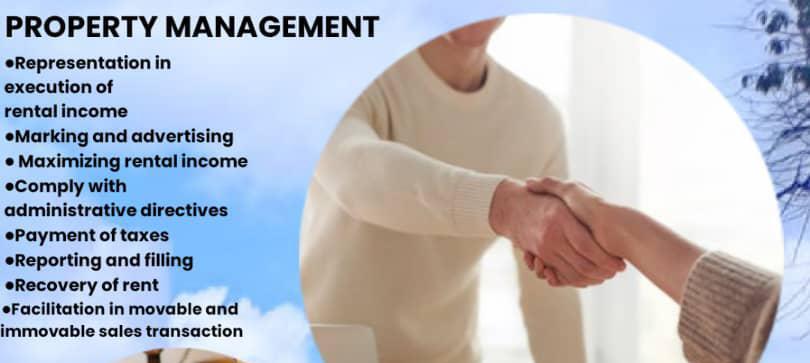 PROPERTY MANAGEMENT
●Representation in
execution of
rental income
●Marking and advertising
● Maximizing rental income
●Comply with
administrative directives
●Payment of taxes
●Reporting and filling
●Recovery of rent
●Facilitation in movable and
immovable sales transaction